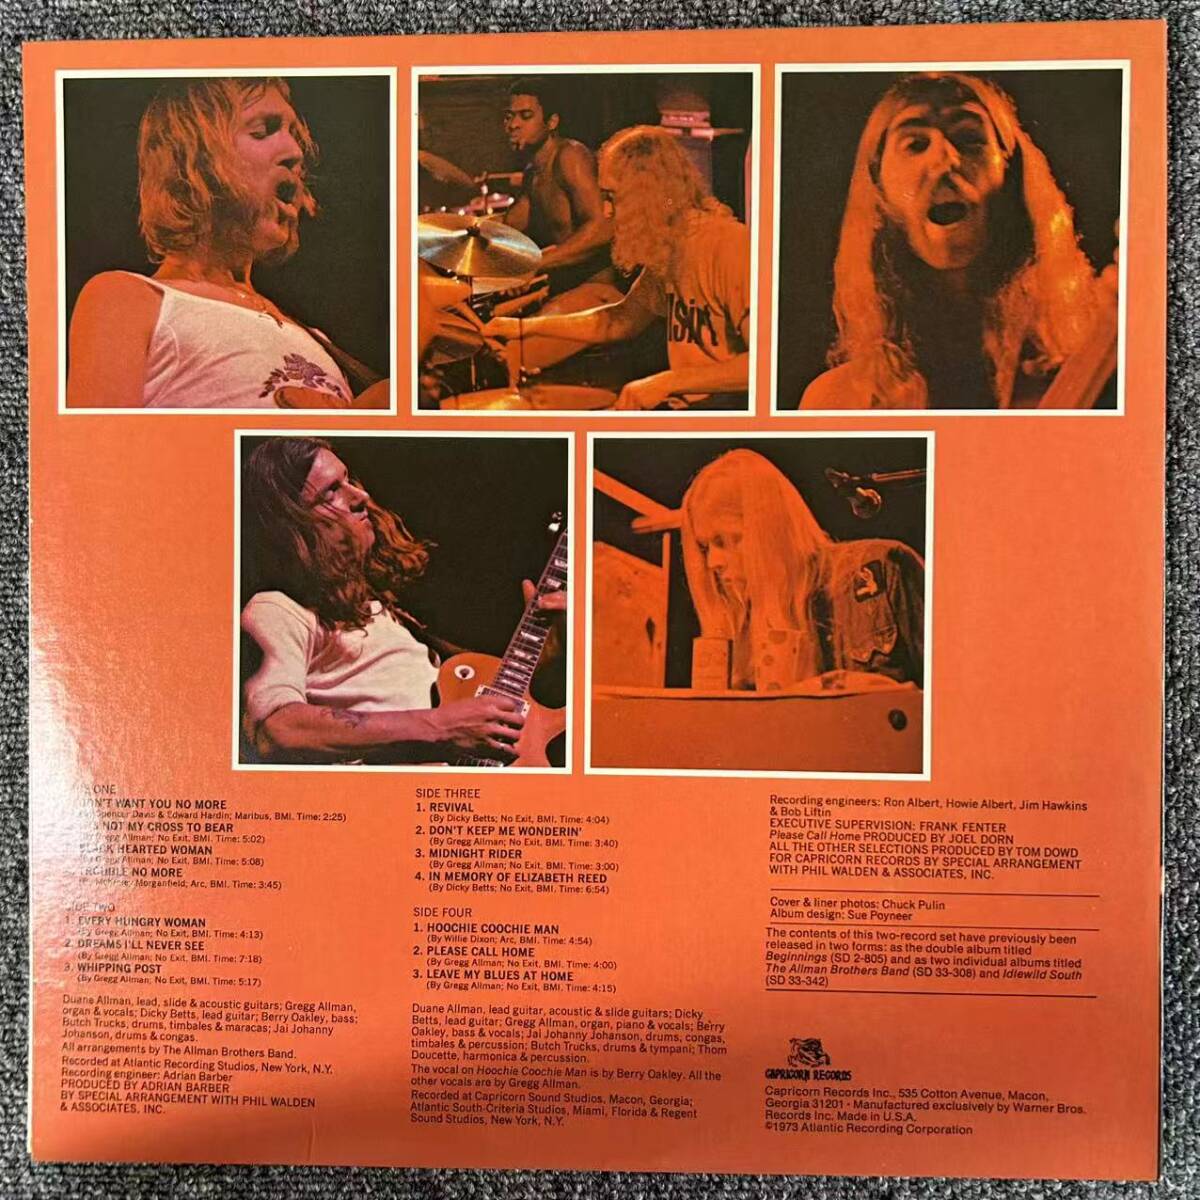 lsin
ONE
DON'T WANT YOU NO MORE
Spencer Davis & Edward Hardin; Maribus, BMI. Time: 2:25)
NOT MY CROSS TO BEAR
Gregg Allman; No Exit, BMI. Time: 5:02)
BLACK HEARTED WOMAN
(By Gregg Allman; No Exit, BMI. Time: 5:08)
TROUBLE NO MORE
McKinley Morganfield; Arc, BMI. Time: 3:45)
SIDE TWO
1. EVERY HUNGRY WOMAN
(By Gregg Allman; No Exit, BMI. Time: 4:13)
2. DREAMS I'LL NEVER SEE
(By Gregg Allman; No Exit, BMI. Time: 7:18)
3. WHIPPING POST
(By Gregg Allman; No Exit, BMI. Time: 5:17)
Duane Allman, lead, slide & acoustic guitars; Gregg Allman,
organ & vocals; Dicky Betts, lead guitar; Berry Oakley, bass;
Butch Trucks, drums, timbales & maracas; Jai Johanny
Johanson, drums & congas.
All arrangements by The Allman Brothers Band.
Recorded at Atlantic Recording Studios, New York, N.Y.
Recording engineer: Adrian Barber
PRODUCED BY ADRIAN BARBER
BY SPECIAL ARRANGEMENT WITH PHIL WALDEN
& ASSOCIATES, INC.
SIDE THREE
1. REVIVAL
(By Dicky Betts; No Exit, BMI. Time: 4:04)
2. DON'T KEEP ME WONDERIN'
(By Gregg Allman; No Exit, BMI. Time: 3:40)
3. MIDNIGHT RIDER
(By Gregg Allman; No Exit, BMI. Time: 3:00)
4. IN MEMORY OF ELIZABETH REED
(By Dicky Betts; No Exit, BMI. Time: 6:54)
SIDE FOUR
1. HOOCHIE COOCHIE MAN
(By Willie Dixon; Arc, BMI. Time: 4:54)
2. PLEASE CALL HOME
(By Gregg Allman; No Exit, BMI. Time: 4:00)
3. LEAVE MY BLUES AT HOME
(By Gregg Allman; No Exit, BMI. Time: 4:15)
Duane Allman, lead guitar, acoustic & slide guitars; Dicky
Betts, lead guitar; Gregg Allman, organ, piano & vocals; Berry
Oakley, bass & vocals; Jai Johanny Johanson, drums, congas,
timbales & percussion; Butch Trucks, drums & tympani; Thom
Doucette, harmonica & percussion.
The vocal on Hoochie Coochie Man is by Berry Oakley. All the
other vocals are by Gregg Allman.
Recorded at Capricorn Sound Studios, Macon, Georgia;
Atlantic South-Criteria Studios, Miami, Florida & Regent
Sound Studios, New York, N.Y.
Recording engineers: Ron Albert, Howie Albert, Jim Hawkins
& Bob Liftin
EXECUTIVE SUPERVISION: FRANK FENTER
Please Call Home PRODUCED BY JOEL DORN
ALL THE OTHER SELECTIONS PRODUCED BY TOM DOWD
FOR CAPRICORN RECORDS BY SPECIAL ARRANGEMENT
WITH PHIL WALDEN & ASSOCIATES, INC.
Cover & liner photos: Chuck Pulin
Album design: Sue Poyneer
The contents of this two-record set have previously been
released in two forms: as the double album titled
Beginnings (SD 2-805) and as two individual albums titled
The Allman Brothers Band (SD 33-308) and Idlewild South
(SD 33-342)
CAPRICORN RECORDS
Capricorn Records Inc., 535 Cotton Avenue, Macon,
Georgia 31201 · Manufactured exclusively by Warner Bros.
Records Inc. Made in U.S.A.
©1973 Atlantic Recording Corporation